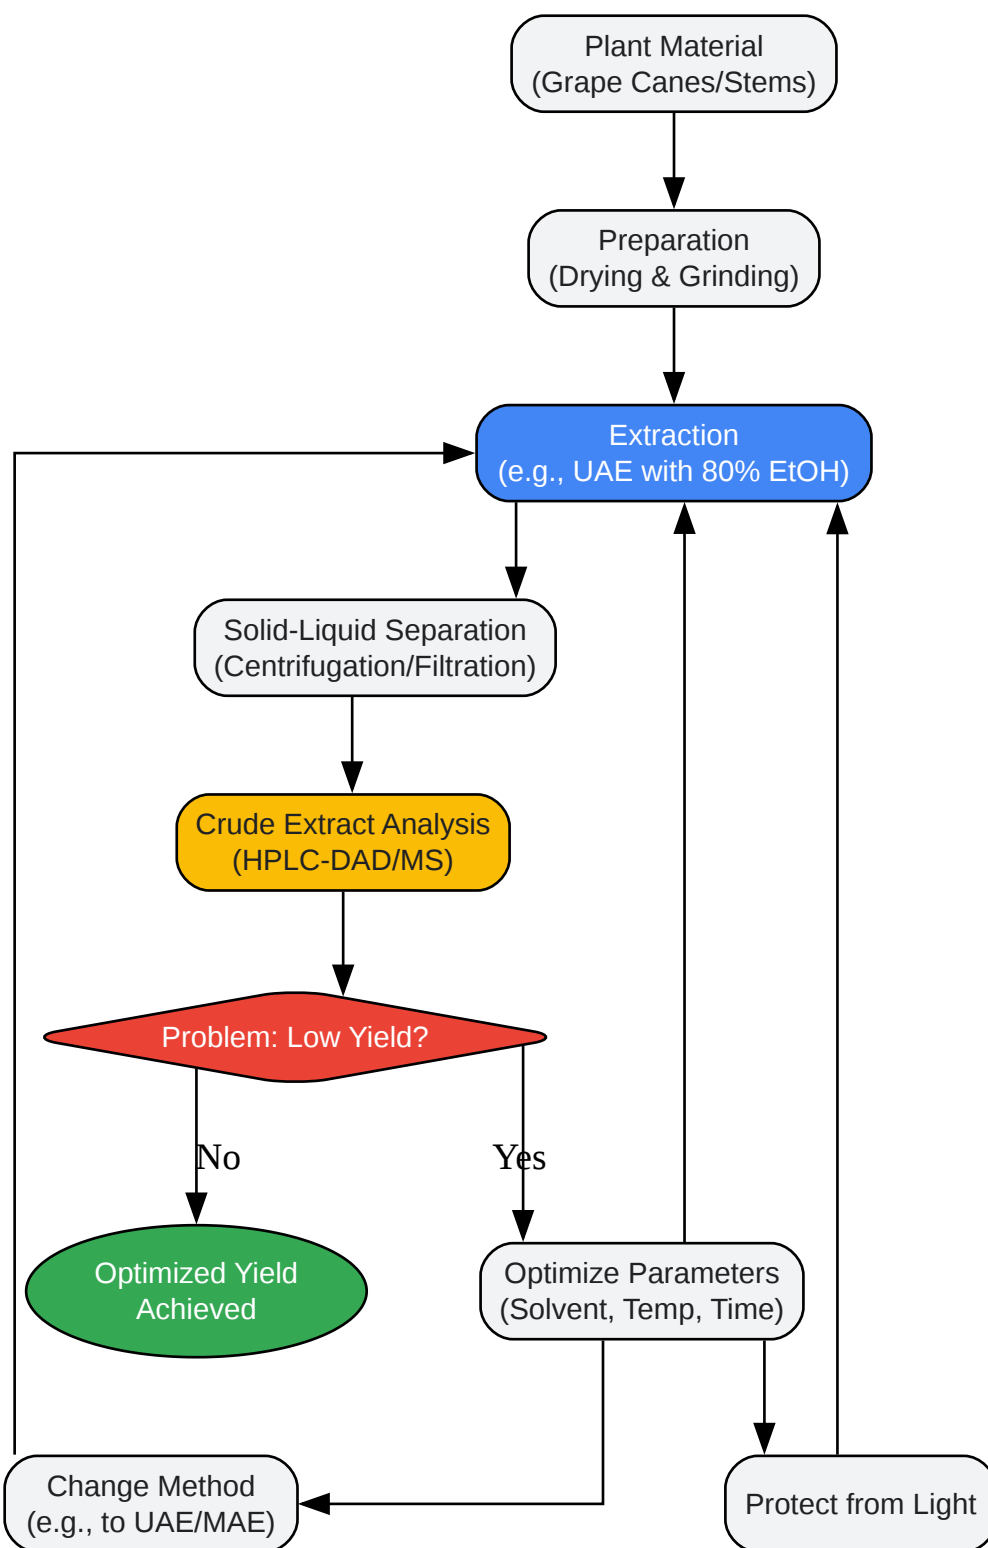 Plant Material
(Grape Canes/Stems)
Preparation
(Drying & Grinding)
Extraction
(e.g., UAE with 80% EtOH)
Solid-Liquid Separation
(Centrifugation/Filtration)
Crude Extract Analysis
(HPLC-DAD/MS)
Problem: Low Yield?
No
Yes
Optimized Yield
Achieved
Optimize Parameters
(Solvent, Temp, Time)
Change Method
(e.g., to UAE/MAE)
Protect from Light